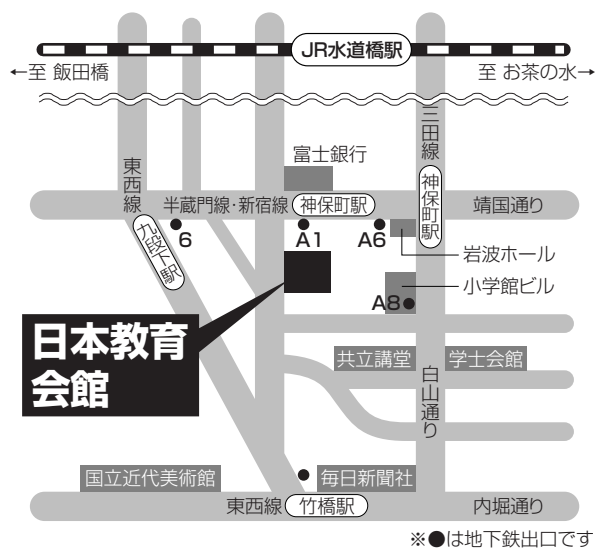 JR水道橋駅
←至 飯田橋
至 お茶の水→
三田線
富士銀行
東西線
半蔵門線・新宿線
神保町駅
神保町駅
靖国通り
九段下駅
6
A1
A6
岩波ホール
小学館ビル
A8
日本教育
会館
共立講堂
学士会館
白山通り
国立近代美術館
毎日新聞社
東西線
竹橋駅
内堀通り
※●は地下鉄出口です